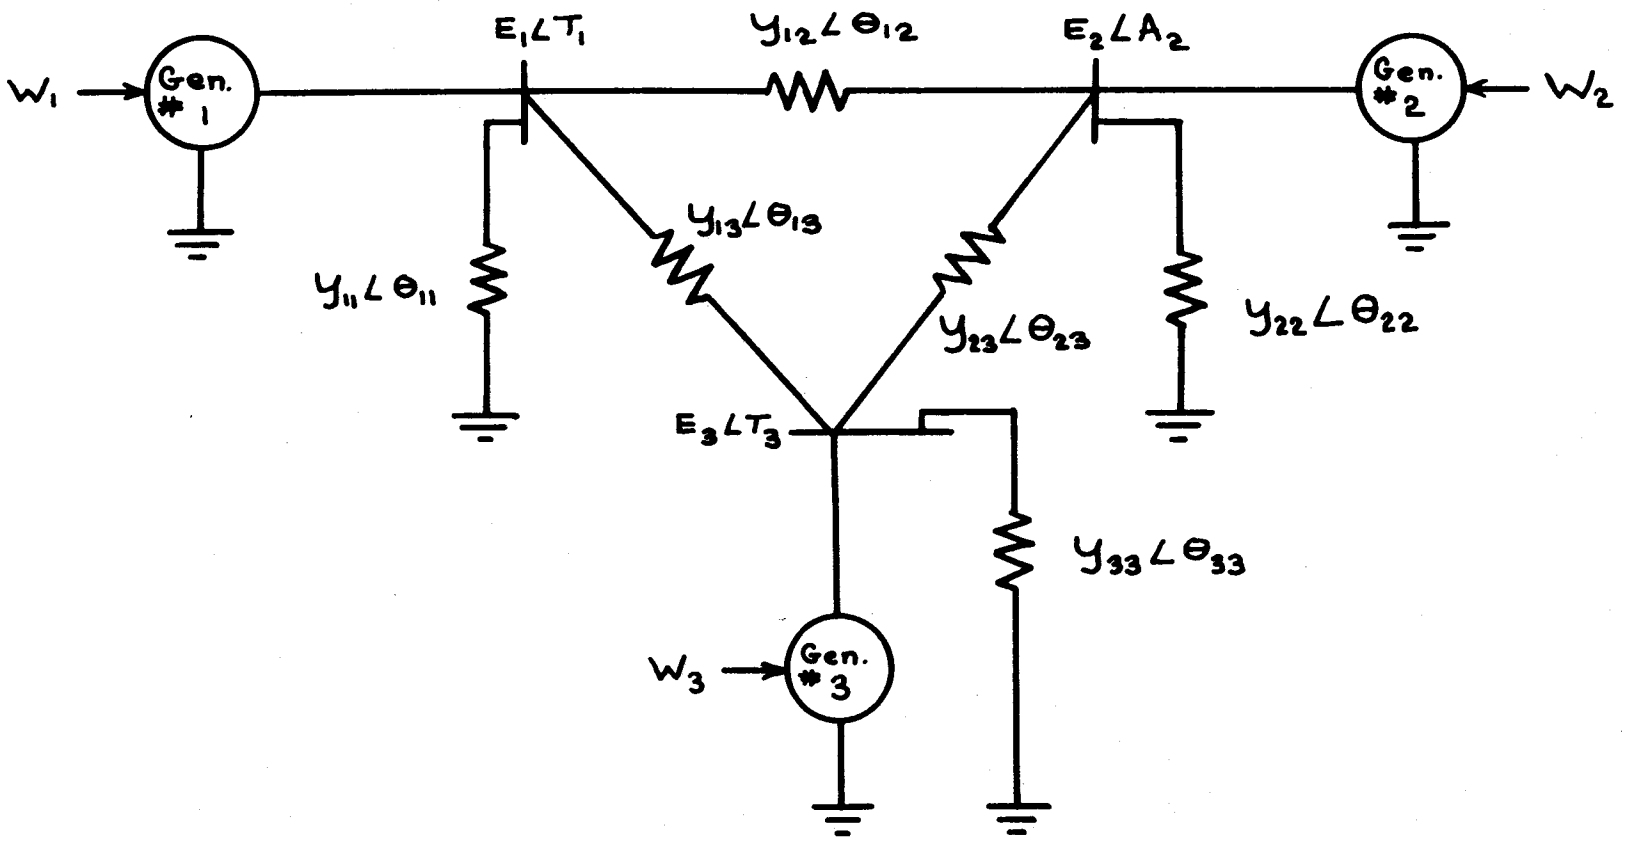 E₁∠T₁
y₁₂∠θ₁₂
E₂∠A₂
W₁
Gen.
# 1
Gen.
# 2
W₂
y₁₃∠θ₁₃
y₁₁∠θ₁₁
y₂₃∠θ₂₃
y₂₂∠θ₂₂
E₃∠T₃
y₃₃∠θ₃₃
W₃
Gen.
# 3